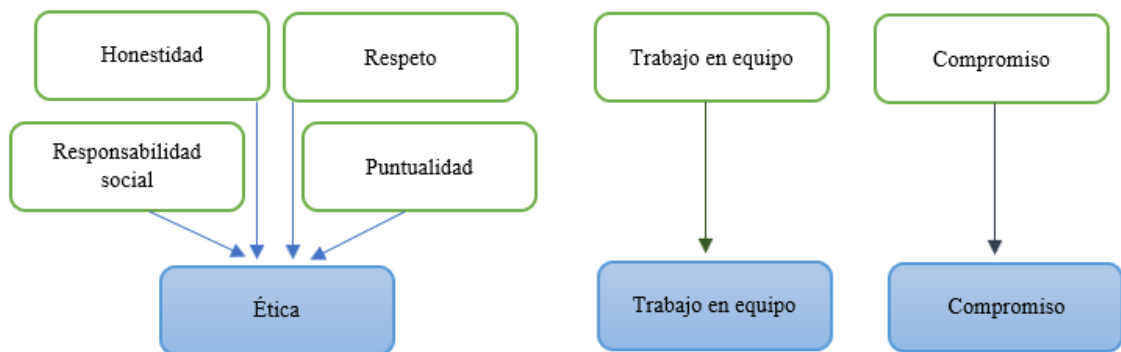 Honestidad
Respeto
Trabajo en equipo
Compromiso
Responsabilidad
social
Puntualidad
Ética
Trabajo en equipo
Compromiso